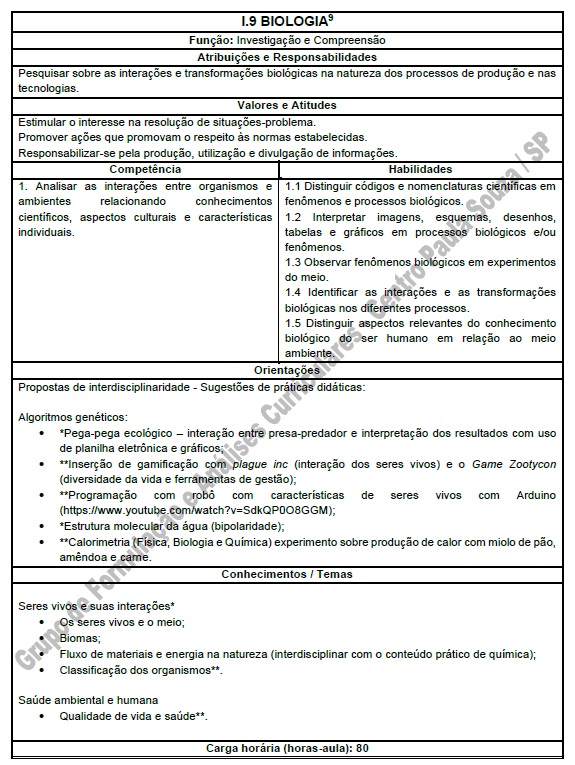 I.9 BIOLOGIA⁹
Função: Investigação e Compreensão
Atribuições e Responsabilidades
Pesquisar sobre as interações e transformações biológicas na natureza dos processos de produção e nas
tecnologias.
Valores e Atitudes
Estimular o interesse na resolução de situações-problema.
Promover ações que promovam o respeito às normas estabelecidas.
Responsabilizar-se pela produção, utilização e divulgação de informações.
Competência
1. Analisar as interações entre organismos e
ambientes relacionando conhecimentos
científicos, aspectos culturais e características
individuais.
Habilidades
1.1 Distinguir códigos e nomenclaturas científicas em
fenômenos e processos biológicos.
1.2 Interpretar imagens, esquemas, desenhos,
tabelas e gráficos em processos biológicos e/ou
fenômenos.
1.3 Observar fenômenos biológicos em experimentos
do meio.
1.4 Identificar as interações e as transformações
biológicas nos diferentes processos.
1.5 Distinguir aspectos relevantes do conhecimento
biológico do ser humano em relação ao meio
ambiente.
Orientações
Propostas de interdisciplinaridade - Sugestões de práticas didáticas:
Algoritmos genéticos:
• *Pega-pega ecológico – interação entre presa-predador e interpretação dos resultados com uso
de planilha eletrônica e gráficos;
• **Inserção de gamificação com plague inc (interação dos seres vivos) e o Game Zootycon
(diversidade da vida e ferramentas de gestão);
• **Programação com robô com características de seres vivos com Arduino
(https://www.youtube.com/watch?v=SdkQP0O8GGM);
• *Estrutura molecular da água (bipolaridade);
• **Calorimetria (Física, Biologia e Química) experimento sobre produção de calor com miolo de pão,
amêndoa e carne.
Conhecimentos / Temas
Seres vivos e suas interações*
• Os seres vivos e o meio;
• Biomas;
• Fluxo de materiais e energia na natureza (interdisciplinar com o conteúdo prático de química);
• Classificação dos organismos**.
Saúde ambiental e humana
• Qualidade de vida e saúde**.
Carga horária (horas-aula): 80
Grupo de Formulação e Análises Curriculares - Centro Paula Souza / SP